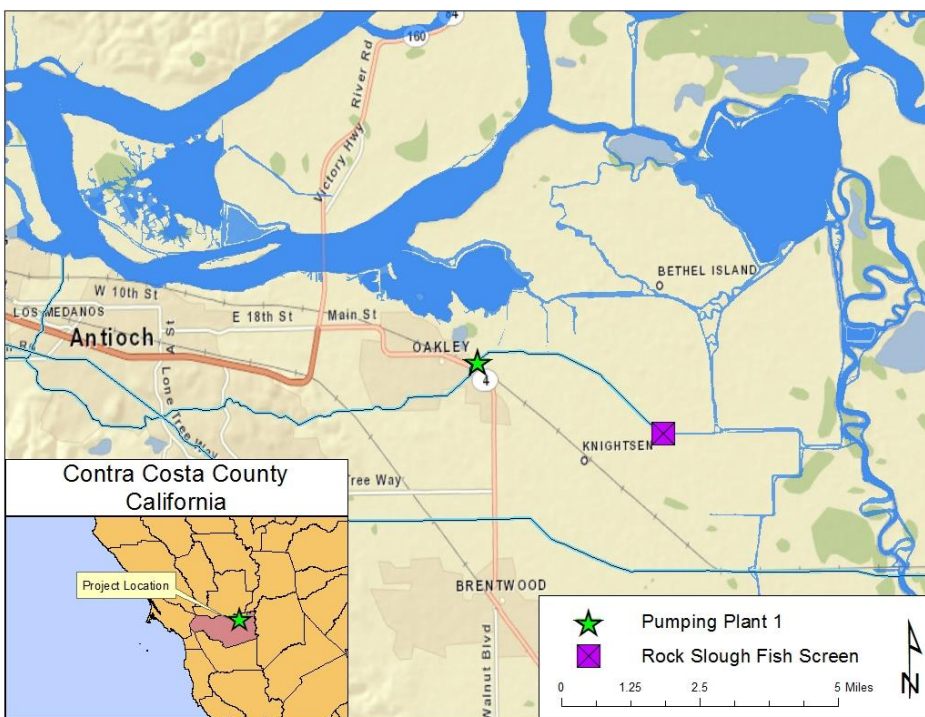 84
160
River Rd
Victory Hwy
BETHEL ISLAND
W 10th St
LOS MEDANOS
E 18th St
Main St
Antioch
A St
OAKLEY
4
Lone Tree Way
KNIGHTSEN
Tree Way
BRENTWOOD
Walnut Blvd
Contra Costa County
California
Project Location
Pumping Plant 1
Rock Slough Fish Screen
0 1.25 2.5 5 Miles
N